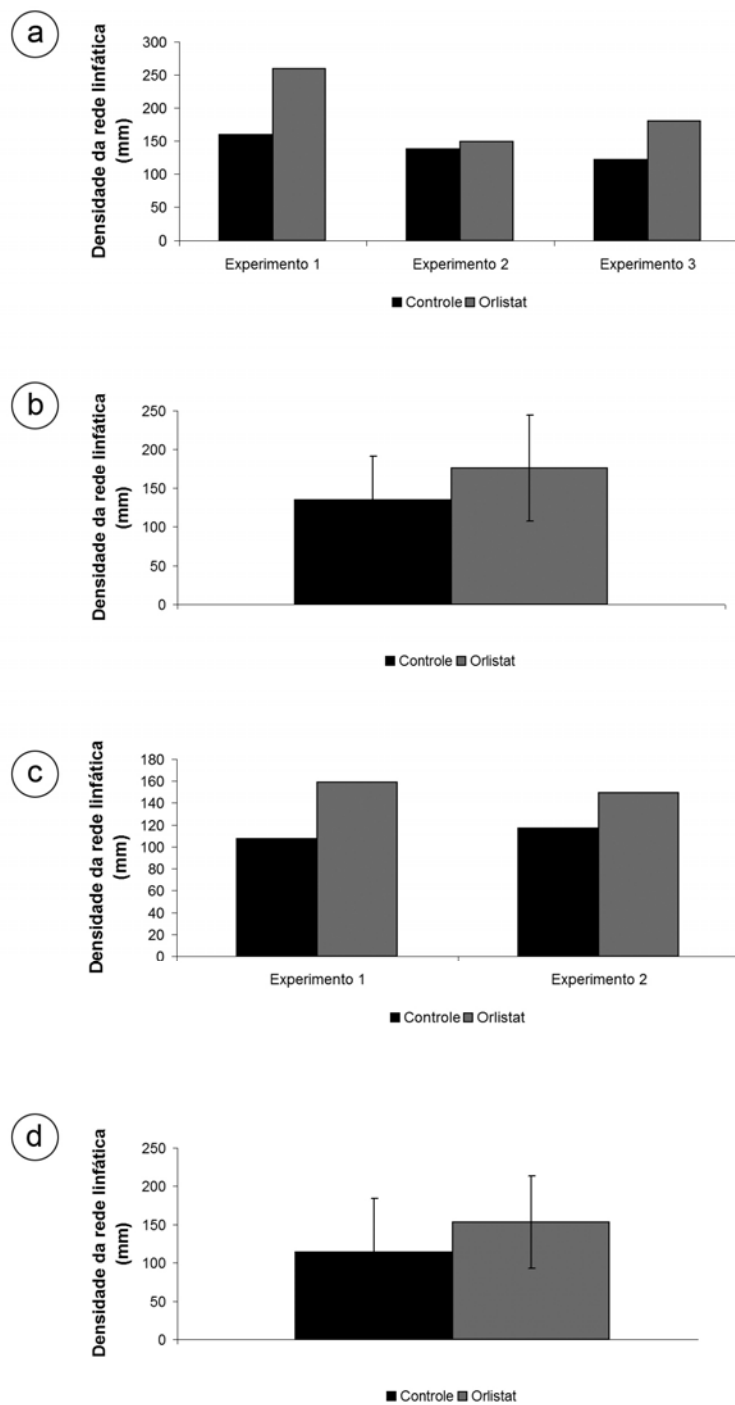 a
Densidade da rede linfática
(mm)
300
250
200
150
100
50
0
Experimento 1 Experimento 2 Experimento 3
Controle Orlistat
b
Densidade da rede linfática
(mm)
250
200
150
100
50
0
Controle Orlistat
c
Densidade da rede linfática
(mm)
180
160
140
120
100
80
60
40
20
0
Experimento 1 Experimento 2
Controle Orlistat
d
Densidade da rede linfática
(mm)
250
200
150
100
50
0
Controle Orlistat